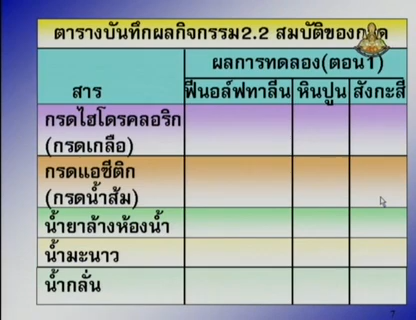 ตารางบันทึกผลกิจกรรม2.2 สมบัติของกรด
ผลการทดลอง(ตอน1)
สาร ฟีนอล์ฟทาลีน หินปูน สังกะสี
กรดไฮโดรคลอริก
(กรดเกลือ)
กรดแอซีติก
(กรดน้ำส้ม)
น้ำยาล้างห้องน้ำ
น้ำมะนาว
น้ำกลั่น
7